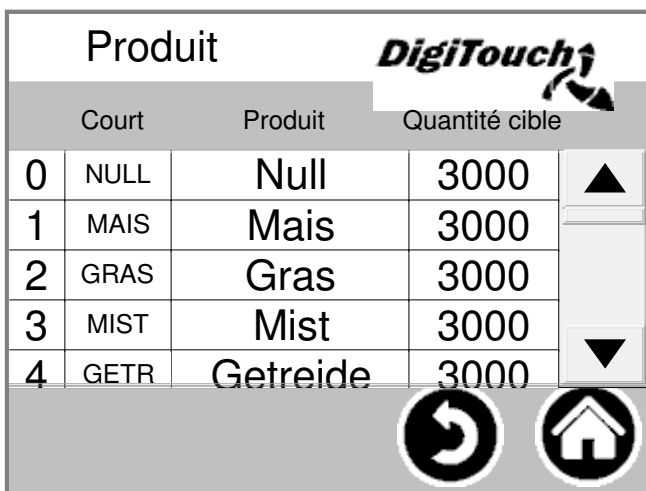 Produit
DigiTouch
Court Produit Quantité cible
0 NULL Null 3000
1 MAIS Mais 3000
2 GRAS Gras 3000
3 MIST Mist 3000
4 GETR Getreide 3000